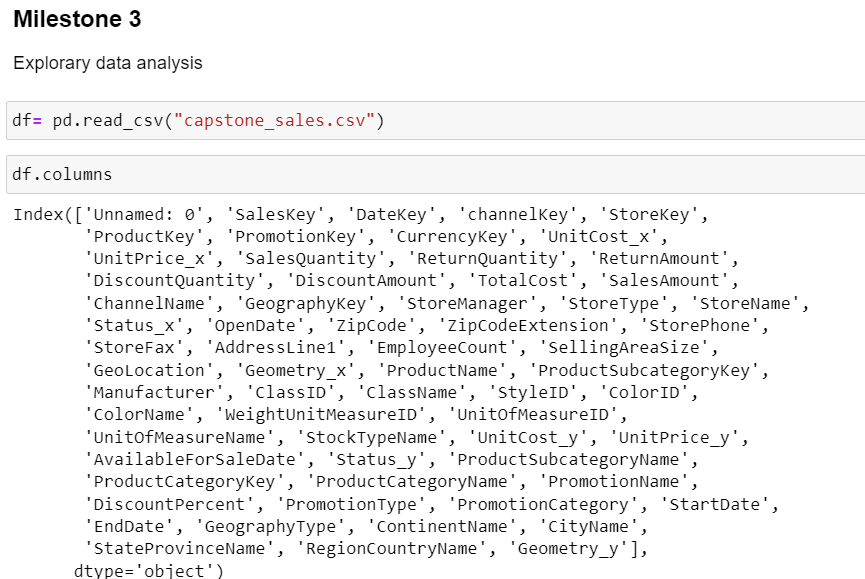 Milestone 3
Explorary data analysis
df= pd.read_csv("capstone_sales.csv")
df.columns
Index(['Unnamed: 0', 'SalesKey', 'DateKey', 'channelKey', 'StoreKey',
'ProductKey', 'PromotionKey', 'CurrencyKey', 'UnitCost_x',
'UnitPrice_x', 'SalesQuantity', 'ReturnQuantity', 'ReturnAmount',
'DiscountQuantity', 'DiscountAmount', 'TotalCost', 'SalesAmount',
'ChannelName', 'GeographyKey', 'StoreManager', 'StoreType', 'StoreName',
'Status_x', 'OpenDate', 'ZipCode', 'ZipCodeExtension', 'StorePhone',
'StoreFax', 'AddressLine1', 'EmployeeCount', 'SellingAreaSize',
'GeoLocation', 'Geometry_x', 'ProductName', 'ProductSubcategoryKey',
'Manufacturer', 'ClassID', 'ClassName', 'StyleID', 'ColorID',
'ColorName', 'WeightUnitMeasureID', 'UnitOfMeasureID',
'UnitOfMeasureName', 'StockTypeName', 'UnitCost_y', 'UnitPrice_y',
'AvailableForSaleDate', 'Status_y', 'ProductSubcategoryName',
'ProductCategoryKey', 'ProductCategoryName', 'PromotionName',
'DiscountPercent', 'PromotionType', 'PromotionCategory', 'StartDate',
'EndDate', 'GeographyType', 'ContinentName', 'CityName',
'StateProvinceName', 'RegionCountryName', 'Geometry_y'],
dtype='object')